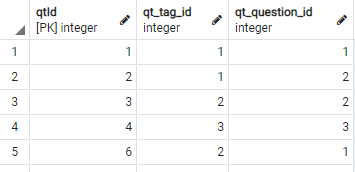 qtId qt_tag_id qt_question_id
[PK] integer integer integer
1 1 1 1
2 2 1 2
3 3 2 2
4 4 3 3
5 6 2 1